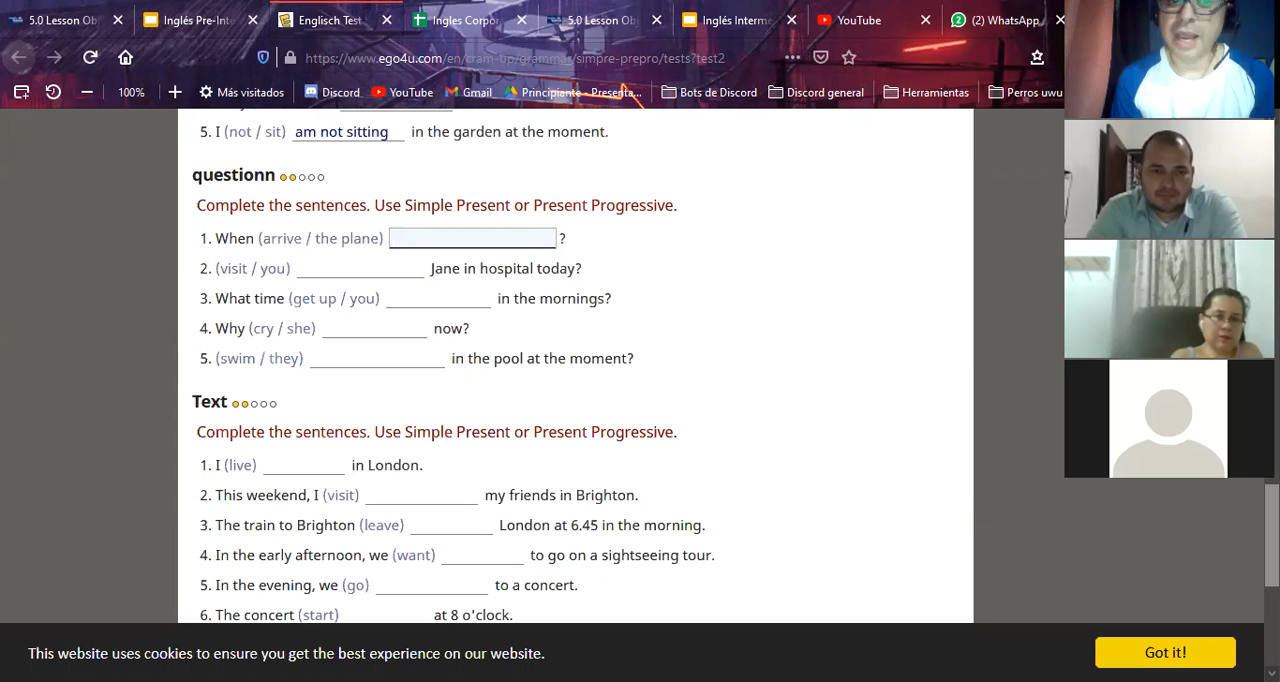 5.0 Lesson Ob
Inglés Pre-Int
Englisch Test
Ingles Corpo
5.0 Lesson Ob
Inglés Interme
YouTube
(2) WhatsApp
https://www.ego4u.com/en/cram-up/grammar/simpre-prepro/tests?test2
100%
Más visitados
Discord
YouTube
Gmail
Principiante - Presenta...
Bots de Discord
Discord general
Herramientas
Perros uwu
5. I (not / sit) am not sitting in the garden at the moment.
questionn
Complete the sentences. Use Simple Present or Present Progressive.
1. When (arrive / the plane) ?
2. (visit / you) Jane in hospital today?
3. What time (get up / you) in the mornings?
4. Why (cry / she) now?
5. (swim / they) in the pool at the moment?
Text
Complete the sentences. Use Simple Present or Present Progressive.
1. I (live) in London.
2. This weekend, I (visit) my friends in Brighton.
3. The train to Brighton (leave) London at 6.45 in the morning.
4. In the early afternoon, we (want) to go on a sightseeing tour.
5. In the evening, we (go) to a concert.
6. The concert (start) at 8 o'clock.
This website uses cookies to ensure you get the best experience on our website.
Got it!